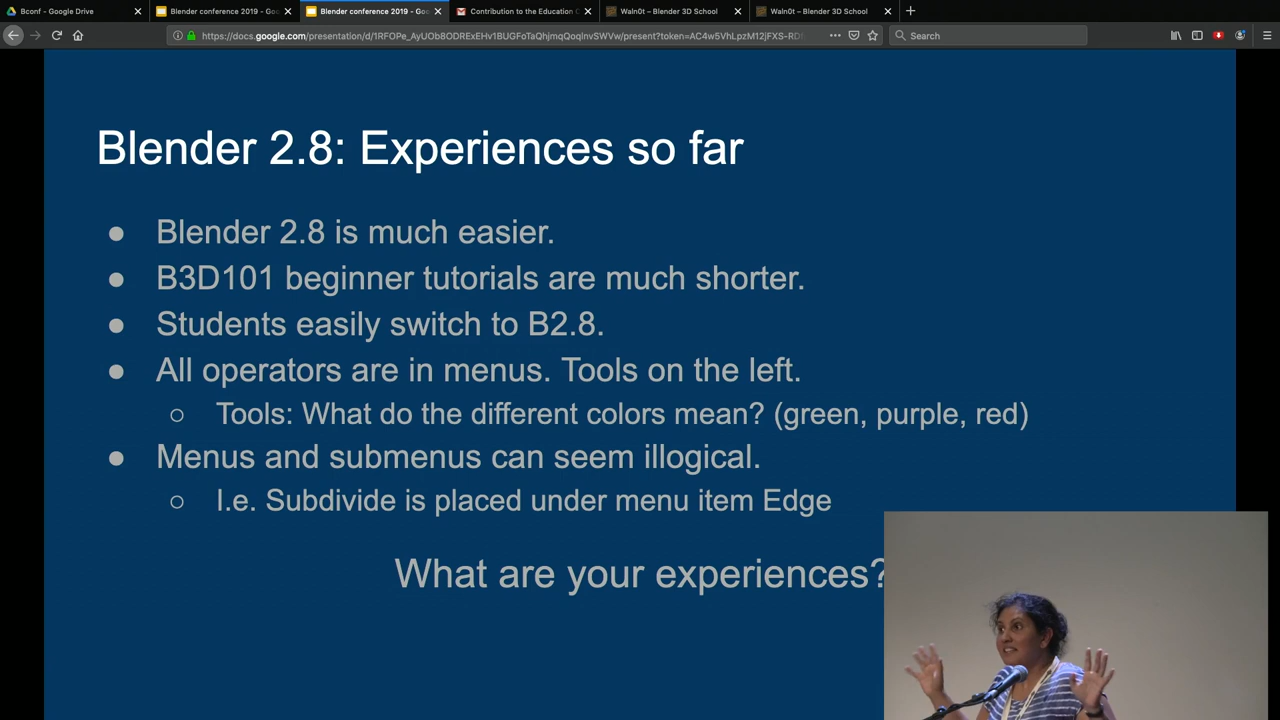 Bconf - Google Drive
Blender conference 2019 - Goo
Blender conference 2019 - Goo
Contribution to the Education C
Waln0t – Blender 3D School
Waln0t – Blender 3D School
Search
Blender 2.8: Experiences so far
● Blender 2.8 is much easier.
● B3D101 beginner tutorials are much shorter.
● Students easily switch to B2.8.
● All operators are in menus. Tools on the left.
○ Tools: What do the different colors mean? (green, purple, red)
● Menus and submenus can seem illogical.
○ I.e. Subdivide is placed under menu item Edge
What are your experiences?